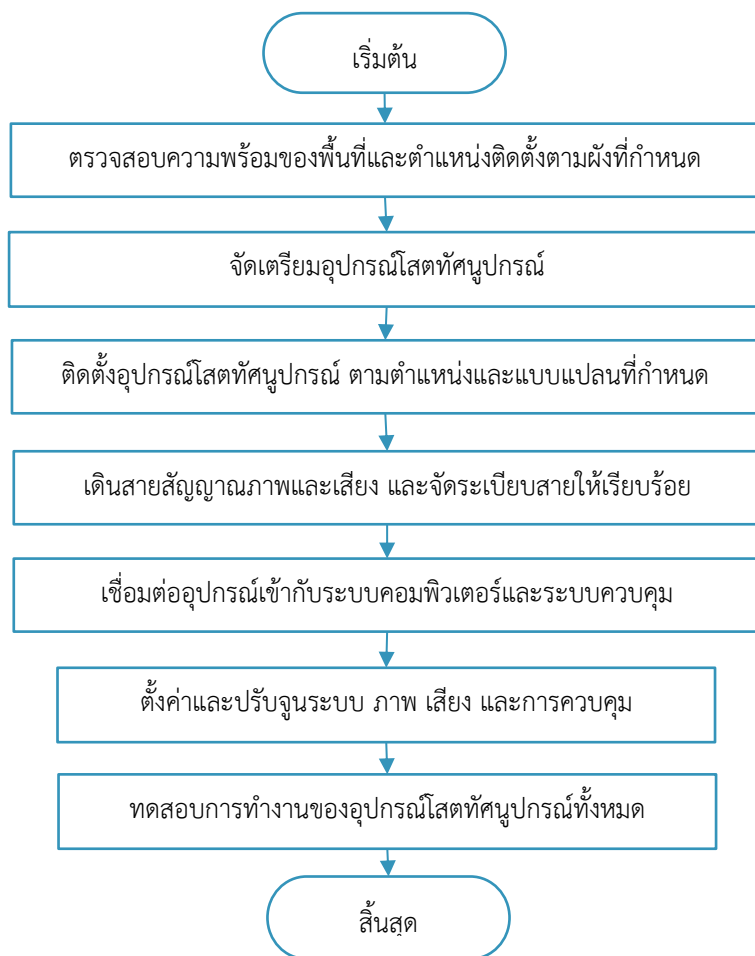 เริ่มต้น
ตรวจสอบความพร้อมของพื้นที่และตำแหน่งติดตั้งตามผังที่กำหนด
จัดเตรียมอุปกรณ์โสตทัศนูปกรณ์
ติดตั้งอุปกรณ์โสตทัศนูปกรณ์ ตามตำแหน่งและแบบแปลนที่กำหนด
เดินสายสัญญาณภาพและเสียง และจัดระเบียบสายให้เรียบร้อย
เชื่อมต่ออุปกรณ์เข้ากับระบบคอมพิวเตอร์และระบบควบคุม
ตั้งค่าและปรับจูนระบบ ภาพ เสียง และการควบคุม
ทดสอบการทำงานของอุปกรณ์โสตทัศนูปกรณ์ทั้งหมด
สิ้นสุด